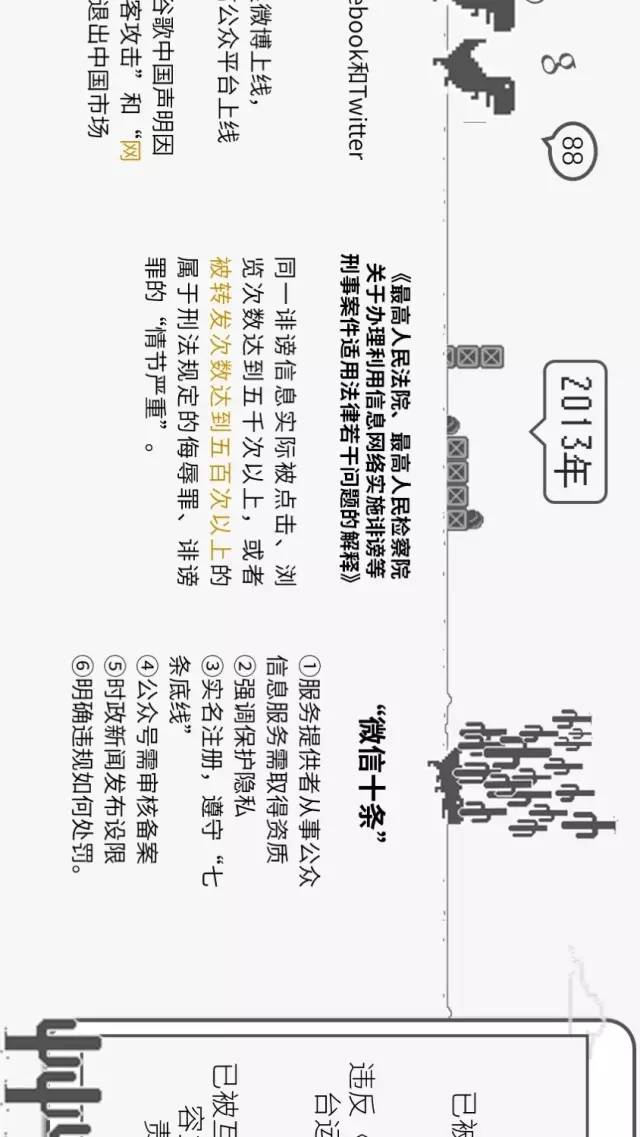 88
ebook和Twitter
微博上线,
公众平台上线
谷歌中国声明因
客攻击”和“网
退出中国市场
2013年
《最高人民法院、最高人民检察院
关于办理利用信息网络实施诽谤等
刑事案件适用法律若干问题的解释》
同一诽谤信息实际被点击、浏
览次数达到五千次以上,或者
被转发次数达到五百次以上的
属于刑法规定的侮辱罪、诽谤
罪的“情节严重”。
“微信十条”
①服务提供者从事公众
信息服务需取得资质
②强调保护隐私
③实名注册,遵守“七
条底线”
④公众号需审核备案
⑤时政新闻发布设限
⑥明确违规如何处罚。
已被
违反《
台运
已被互
容
责